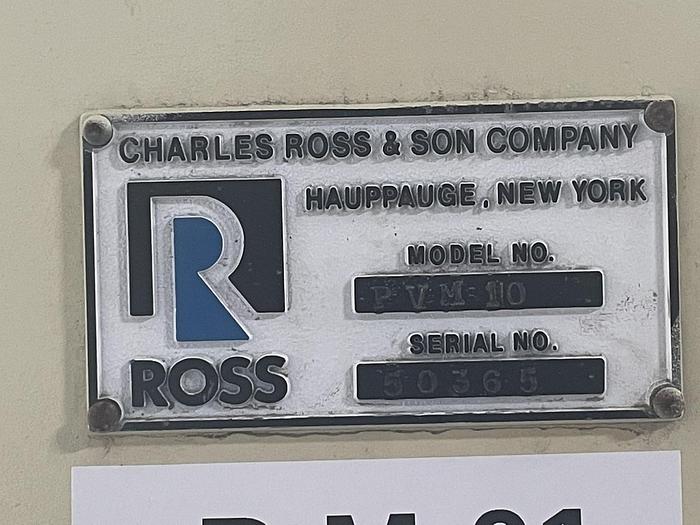 CHARLES ROSS & SON COMPANY
HAUPPAUGE, NEW YORK
R
MODEL NO.
PVM 10
SERIAL NO.
50365
ROSS